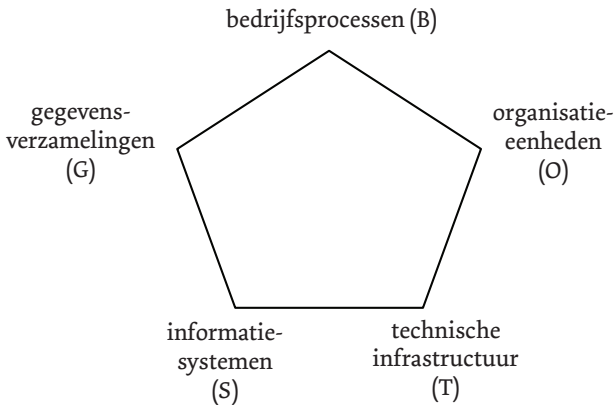 bedrijfsprocessen (B)
gegevens-
verzamelingen
(G)
organisatie-
eenheden
(O)
informatie-
systemen
(S)
technische
infrastructuur
(T)